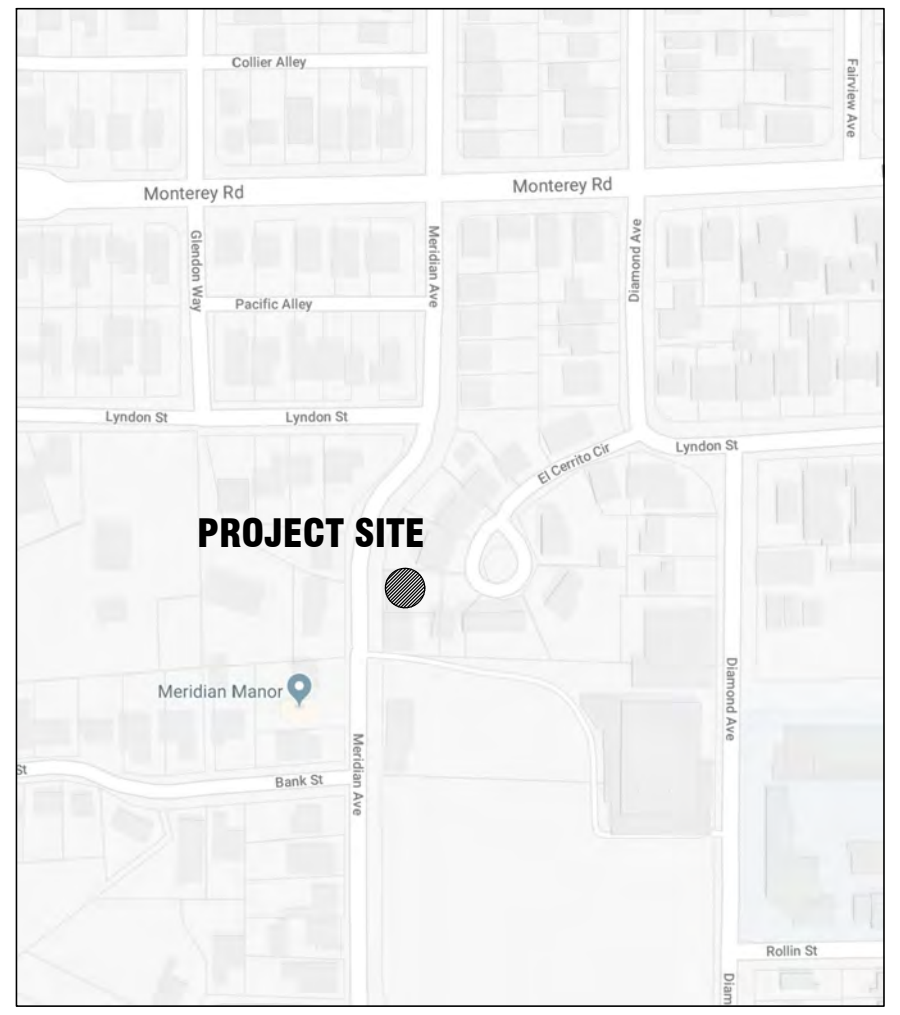 Collier Alley
Fairview Ave
Monterey Rd
Monterey Rd
Glendon Way
Meridian Ave
Diamond Ave
Pacific Alley
Lyndon St
Lyndon St
Lyndon St
El Cerrito Cir
PROJECT SITE
Meridian Manor
Diamond Ave
Meridian Ave
St
Bank St
Rollin St
Diam